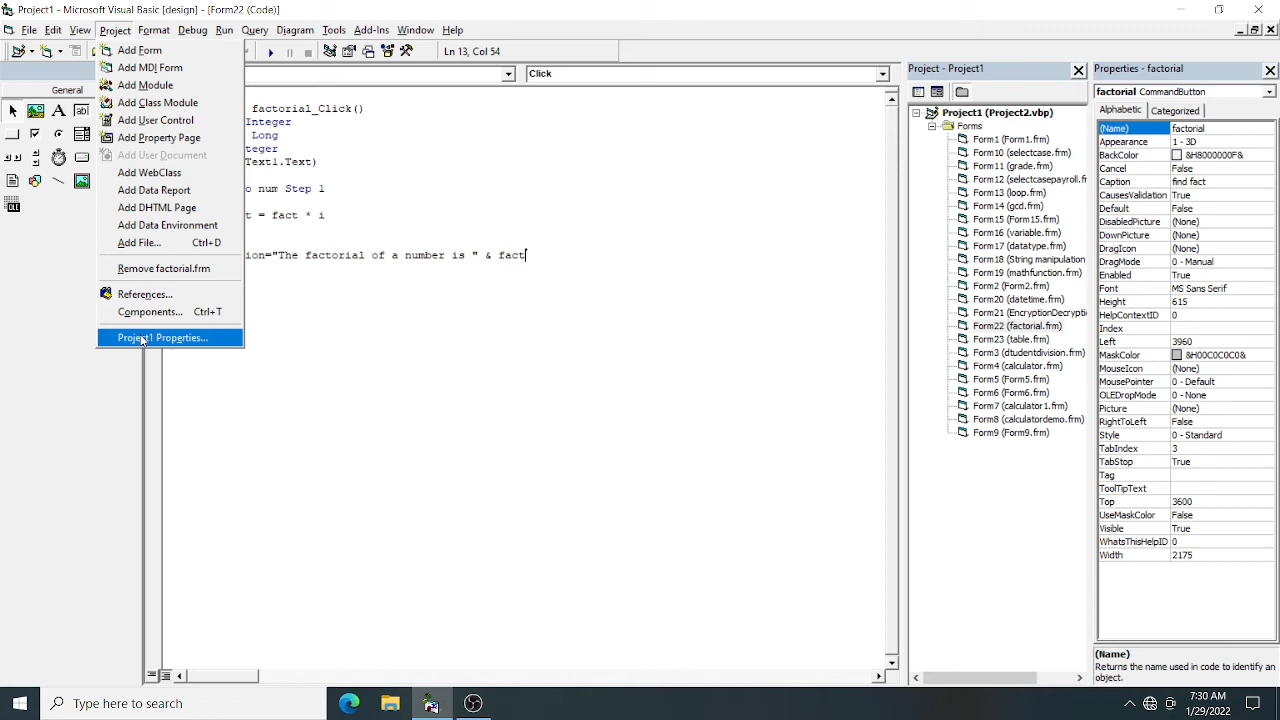 Project1 - Microsoft Visual Basic [design] - [Form22 (Code)]
File Edit View Project Format Debug Run Query Diagram Tools Add-Ins Window Help
Ln 13, Col 54
General
Add Form
Add MDI Form
Add Module
Add Class Module
Add User Control
Add Property Page
Add User Document
Add WebClass
Add Data Report
Add DHTML Page
Add Data Environment
Add File... Ctrl+D
Remove factorial.frm
References...
Components... Ctrl+T
Project1 Properties...
Click
factorial_Click()
Integer
Long
teger
Text1.Text)
o num Step 1
t = fact * i
ion="The factorial of a number is " & fact
Project - Project1
Project1 (Project2.vbp)
Forms
Form1 (Form1.frm)
Form10 (selectcase.frm)
Form11 (grade.frm)
Form12 (selectcasepayroll.f
Form13 (loop.frm)
Form14 (gcd.frm)
Form15 (Form15.frm)
Form16 (variable.frm)
Form17 (datatype.frm)
Form18 (String manipulation
Form19 (mathfunction.frm)
Form2 (Form2.frm)
Form20 (datetime.frm)
Form21 (EncryptionDecrypti
Form22 (factorial.frm)
Form23 (table.frm)
Form3 (dtudentdivision.frm)
Form4 (calculator.frm)
Form5 (Form5.frm)
Form6 (Form6.frm)
Form7 (calculator1.frm)
Form8 (calculatordemo.frm)
Form9 (Form9.frm)
Properties - factorial
factorial CommandButton
Alphabetic Categorized
(Name) factorial
Appearance 1 - 3D
BackColor &H8000000F&
Cancel False
Caption find fact
CausesValidation True
Default False
DisabledPicture (None)
DownPicture (None)
DragIcon (None)
DragMode 0 - Manual
Enabled True
Font MS Sans Serif
Height 615
HelpContextID 0
Index
Left 3960
MaskColor &H00C0C0C0&
MouseIcon (None)
MousePointer 0 - Default
OLEDropMode 0 - None
Picture (None)
RightToLeft False
Style 0 - Standard
TabIndex 3
TabStop True
Tag
ToolTipText
Top 3600
UseMaskColor False
Visible True
WhatsThisHelpID 0
Width 2175
(Name)
Returns the name used in code to identify an
object.
Type here to search
7:30 AM
1/29/2022